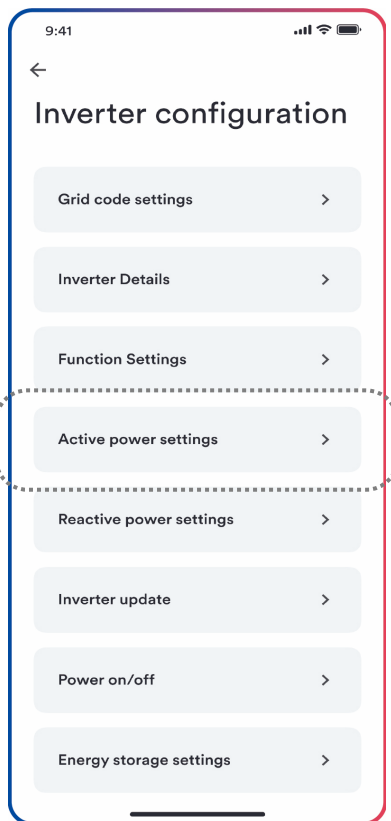 9:41
Inverter configuration
Grid code settings
Inverter Details
Function Settings
Active power settings
Reactive power settings
Inverter update
Power on/off
Energy storage settings